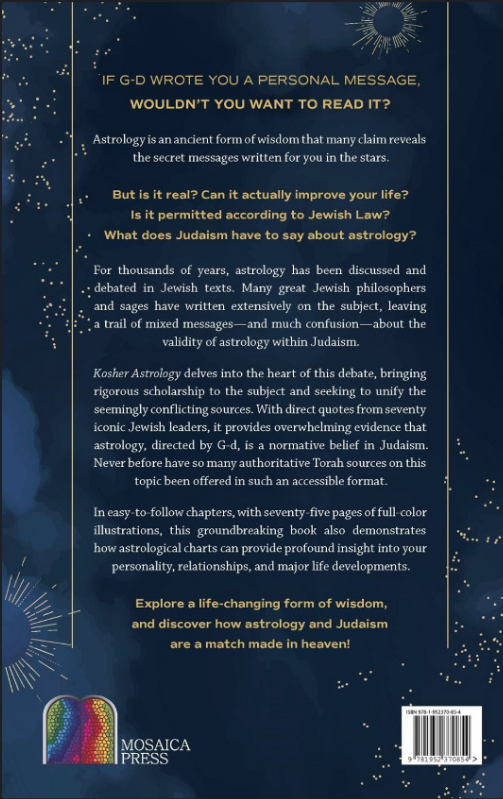 IF G-D WROTE YOU A PERSONAL MESSAGE,
WOULDN'T YOU WANT TO READ IT?
Astrology is an ancient form of wisdom that many claim reveals
the secret messages written for you in the stars.
But is it real? Can it actually improve your life?
Is it permitted according to Jewish Law?
What does Judaism have to say about astrology?
For thousands of years, astrology has been discussed and
debated in Jewish texts. Many great Jewish philosophers
and sages have written extensively on the subject, leaving
a trail of mixed messages—and much confusion—about the
validity of astrology within Judaism.
Kosher Astrology delves into the heart of this debate, bringing
rigorous scholarship to the subject and seeking to unify the
seemingly conflicting sources. With direct quotes from seventy
iconic Jewish leaders, it provides overwhelming evidence that
astrology, directed by G-d, is a normative belief in Judaism.
Never before have so many authoritative Torah sources on this
topic been offered in such an accessible format.
In easy-to-follow chapters, with seventy-five pages of full-color
illustrations, this groundbreaking book also demonstrates
how astrological charts can provide profound insight into your
personality, relationships, and major life developments.
Explore a life-changing form of wisdom,
and discover how astrology and Judaism
are a match made in heaven!
MOSAICA
PRESS
ISBN 978-1-952370-85-4
9 781952 370854 >